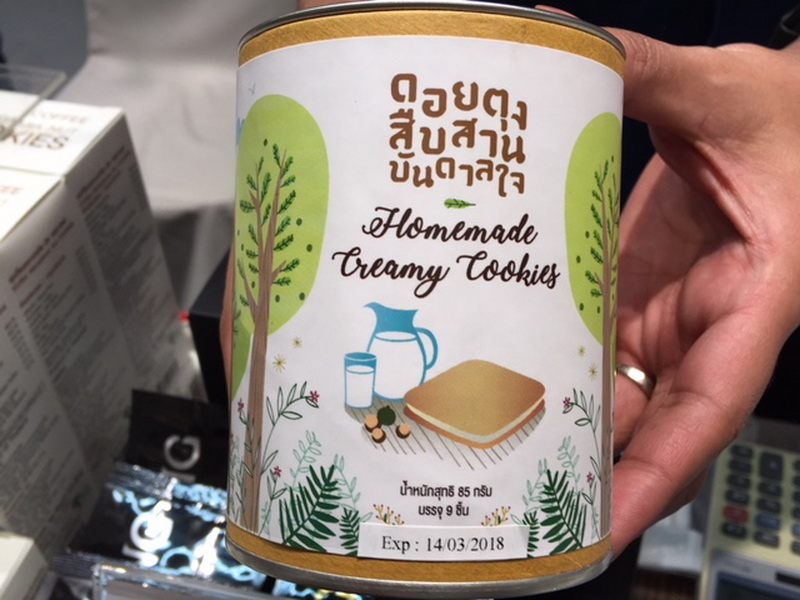 ดอยตุง
สืบสาน
บันดาลใจ
Homemade
Creamy Cookies
น้ำหนักสุทธิ 85 กรัม
บรรจุ 9 ชิ้น
Exp : 14/03/2018